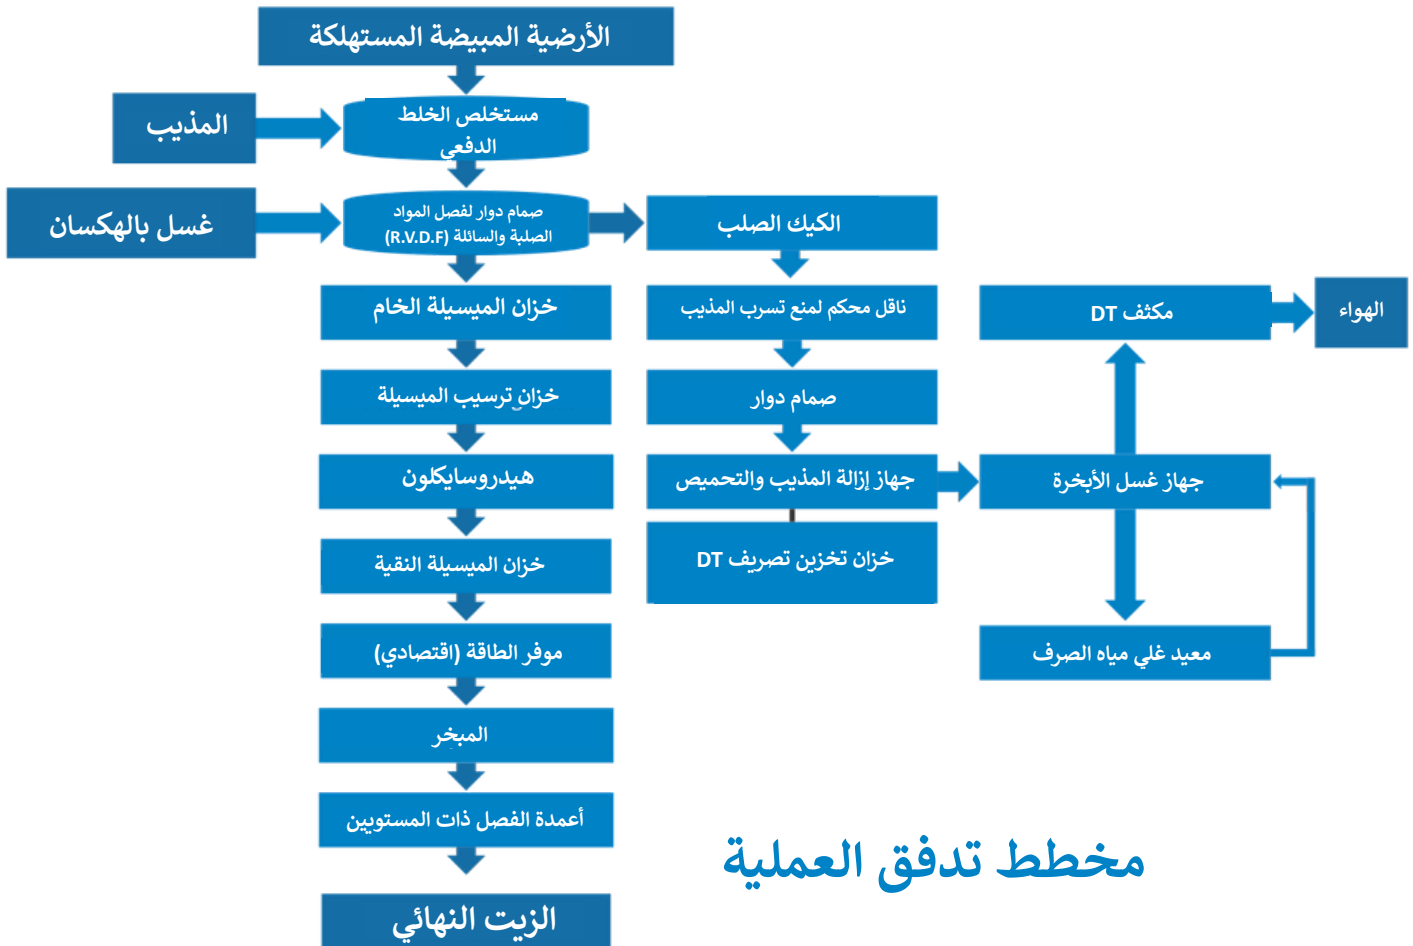 الأرضية المبيضة المستهلكة
المذيب
مستخلص الخلط
الدفعي
غسل بالهكسان
صمام دوار لفصل المواد
الصلبة والسائلة (R.V.D.F)
الكيك الصلب
خزان الميسيلة الخام
ناقل محكم لمنع تسرب المذيب
مكثف DT
الهواء
خزان ترسيب الميسيلة
صمام دوار
هيدروسايكلون
جهاز إزالة المذيب والتحميص
جهاز غسل الأبخرة
خزان الميسيلة النقية
خزان تخزين تصريف DT
موفر الطاقة (اقتصادي)
معيد غلي مياه الصرف
المبخر
أعمدة الفصل ذات المستويين
مخطط تدفق العملية
الزيت النهائي